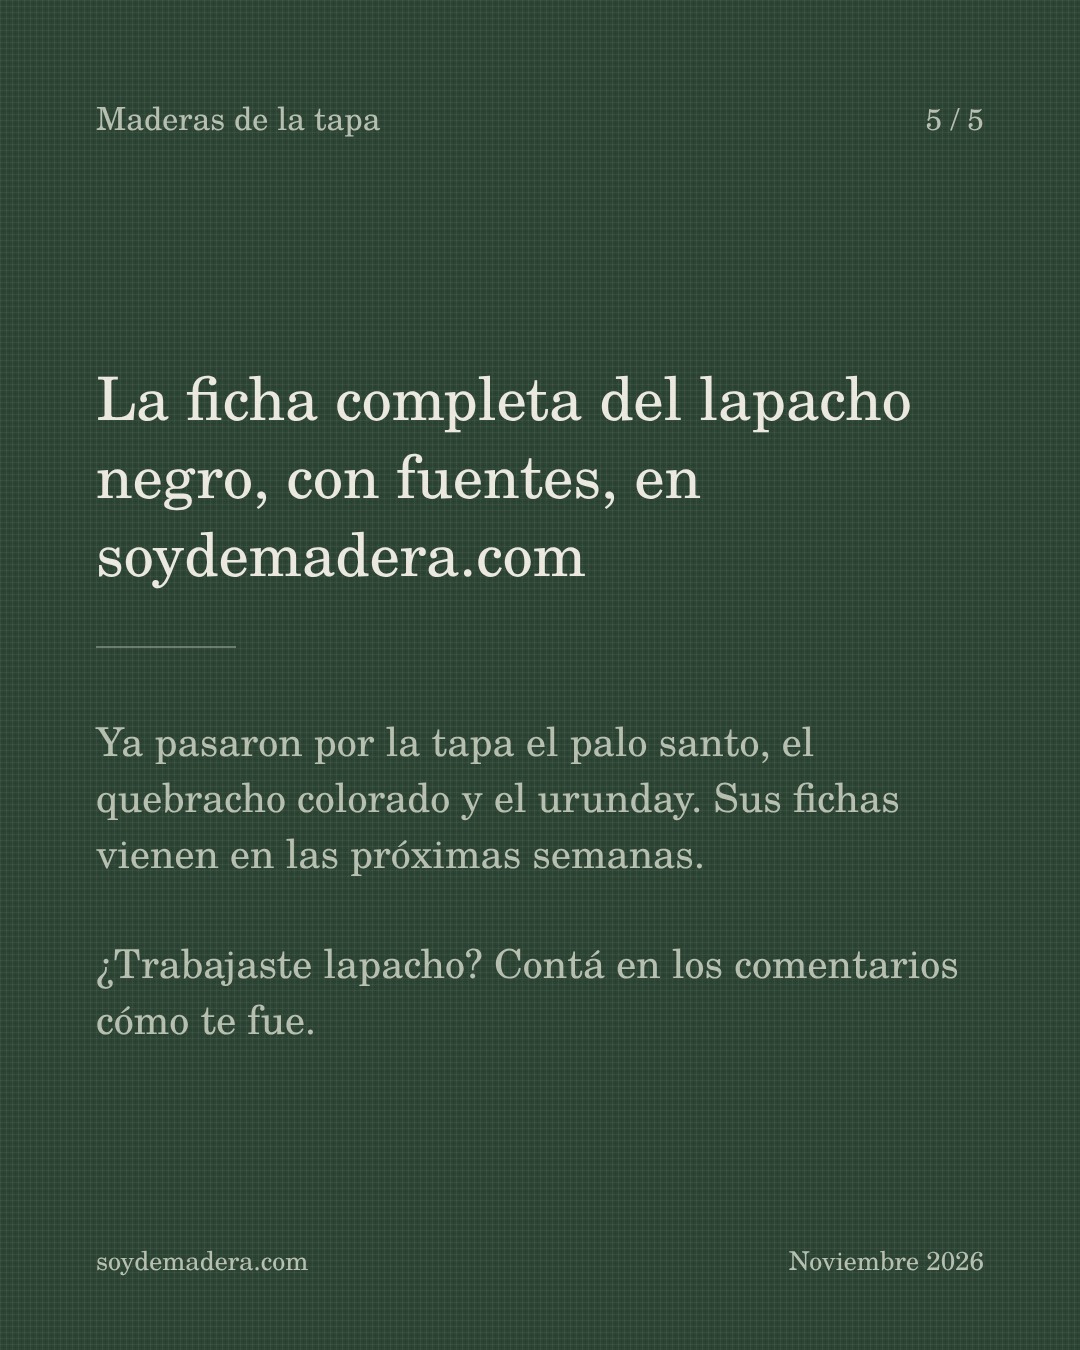 Maderas de la tapa
5 / 5
La ficha completa del lapacho
negro, con fuentes, en
soydemadera.com
Ya pasaron por la tapa el palo santo, el
quebracho colorado y el urunday. Sus fichas
vienen en las próximas semanas.
¿Trabajaste lapacho? Contá en los comentarios
cómo te fue.
soydemadera.com
Noviembre 2026